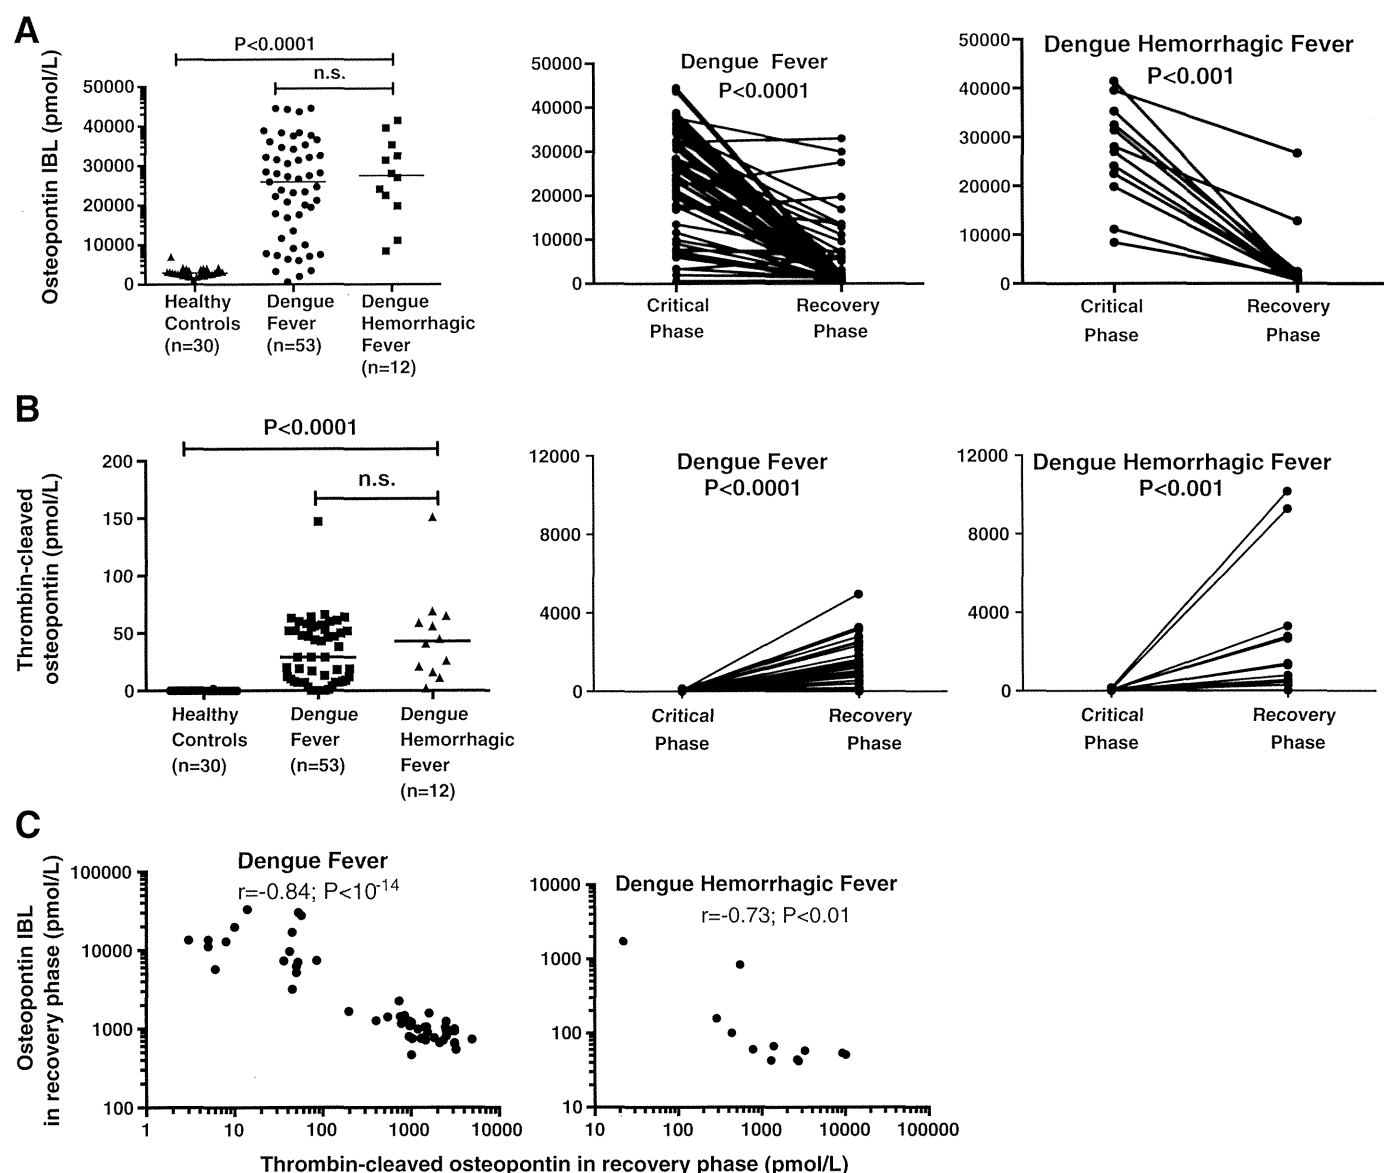 A
Osteopontin IBL (pmol/L)
P<0.0001
n.s.
50000
40000
30000
20000
10000
0
Healthy
Controls
(n=30)
Dengue
Fever
(n=53)
Dengue
Hemorrhagic
Fever
(n=12)
Dengue Fever
P<0.0001
50000
40000
30000
20000
10000
0
Critical
Phase
Recovery
Phase
Dengue Hemorrhagic Fever
P<0.001
50000
40000
30000
20000
10000
0
Critical
Phase
Recovery
Phase
B
Thrombin-cleaved
osteopontin (pmol/L)
P<0.0001
n.s.
200
150
100
50
0
Healthy
Controls
(n=30)
Dengue
Fever
(n=53)
Dengue
Hemorrhagic
Fever
(n=12)
Dengue Fever
P<0.0001
12000
8000
4000
0
Critical
Phase
Recovery
Phase
Dengue Hemorrhagic Fever
P<0.001
12000
8000
4000
0
Critical
Phase
Recovery
Phase
C
Osteopontin IBL
in recovery phase (pmol/L)
Dengue Fever
r=-0.84; P<10-14
100000
10000
1000
100
1 10 100 1000 10000
Dengue Hemorrhagic Fever
r=-0.73; P<0.01
10000
1000
100
10
10 100 1000 10000 100000
Thrombin-cleaved osteopontin in recovery phase (pmol/L)